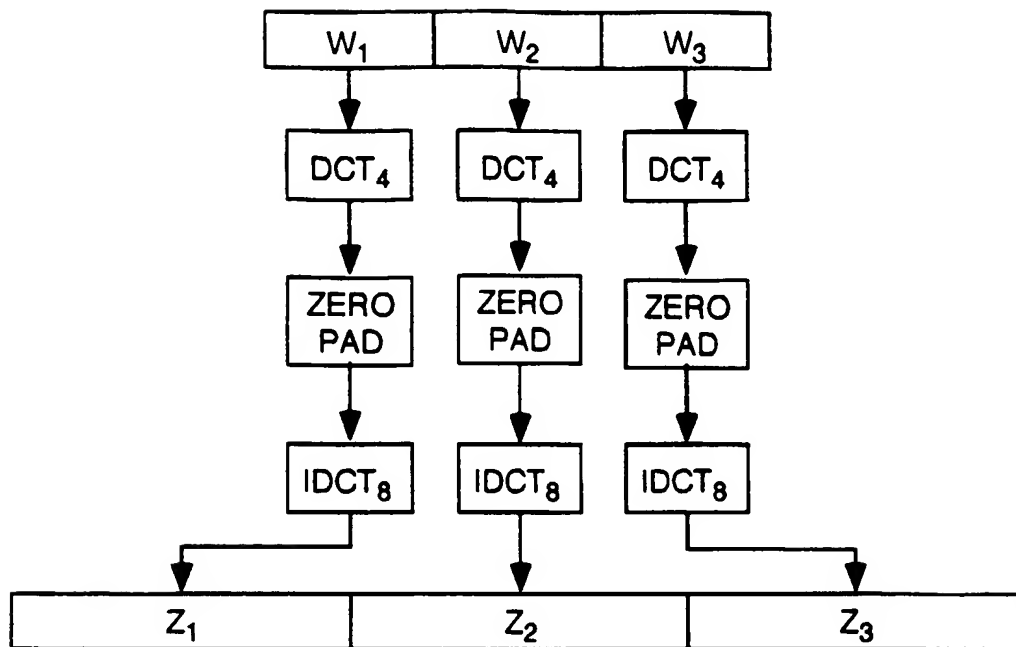 W₁ W₂ W₃
DCT₄ DCT₄ DCT₄
ZERO PAD ZERO PAD ZERO PAD
IDCT₈ IDCT₈ IDCT₈
Z₁ Z₂ Z₃